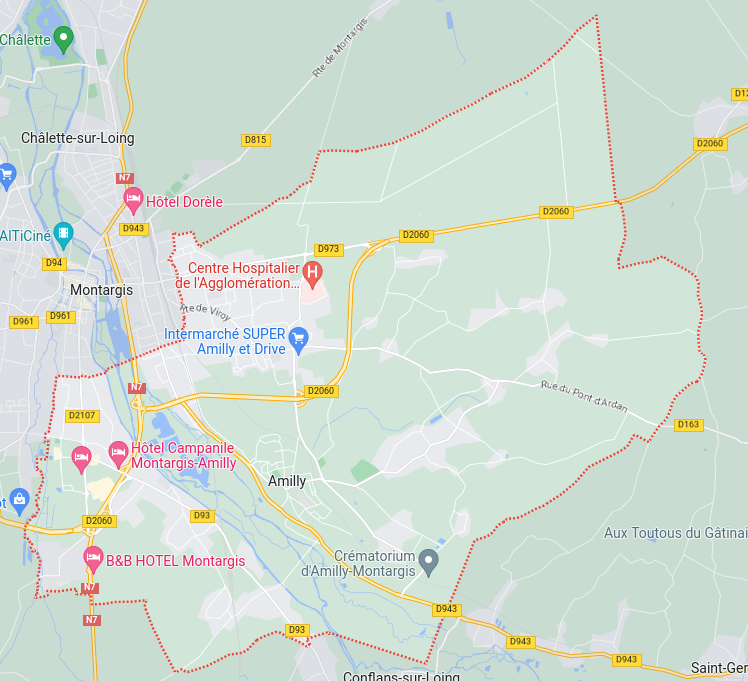 Châlette
Rte de Montargis
D12
Châlette-sur-Loing
D815
D2060
N7
Hôtel Dorèle
D2060
D943
AlTiCiné
D2060
D973
D94
Centre Hospitalier
de l'Agglomération...
Montargis
Rte de Viroy
D961
D961
Intermarché SUPER
Amilly et Drive
N7
D2060
Rue du Pont d'Ardan
D2107
D163
Hôtel Campanile
Montargis-Amilly
Amilly
ot
D2060
D93
Aux Toutous du Gâtinai
Crématorium
d'Amilly-Montargis
B&B HOTEL Montargis
N7
D943
N7
D93
D943
D943
Saint-Ger
Conflans-sur-Loing